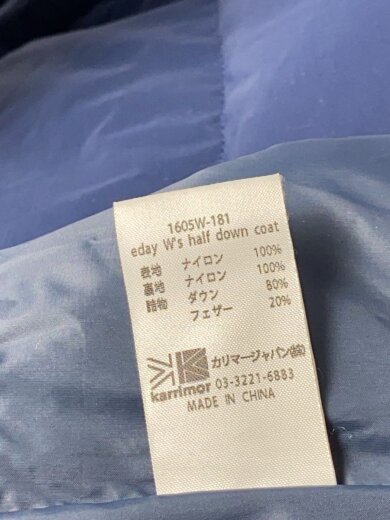 1605W-181
eday W's half down coat
表地 ナイロン 100%
裏地 ナイロン 100%
詰物 ダウン 80%
フェザー 20%
karrimor
カリマージャパン㈱
03-3221-6883
MADE IN CHINA